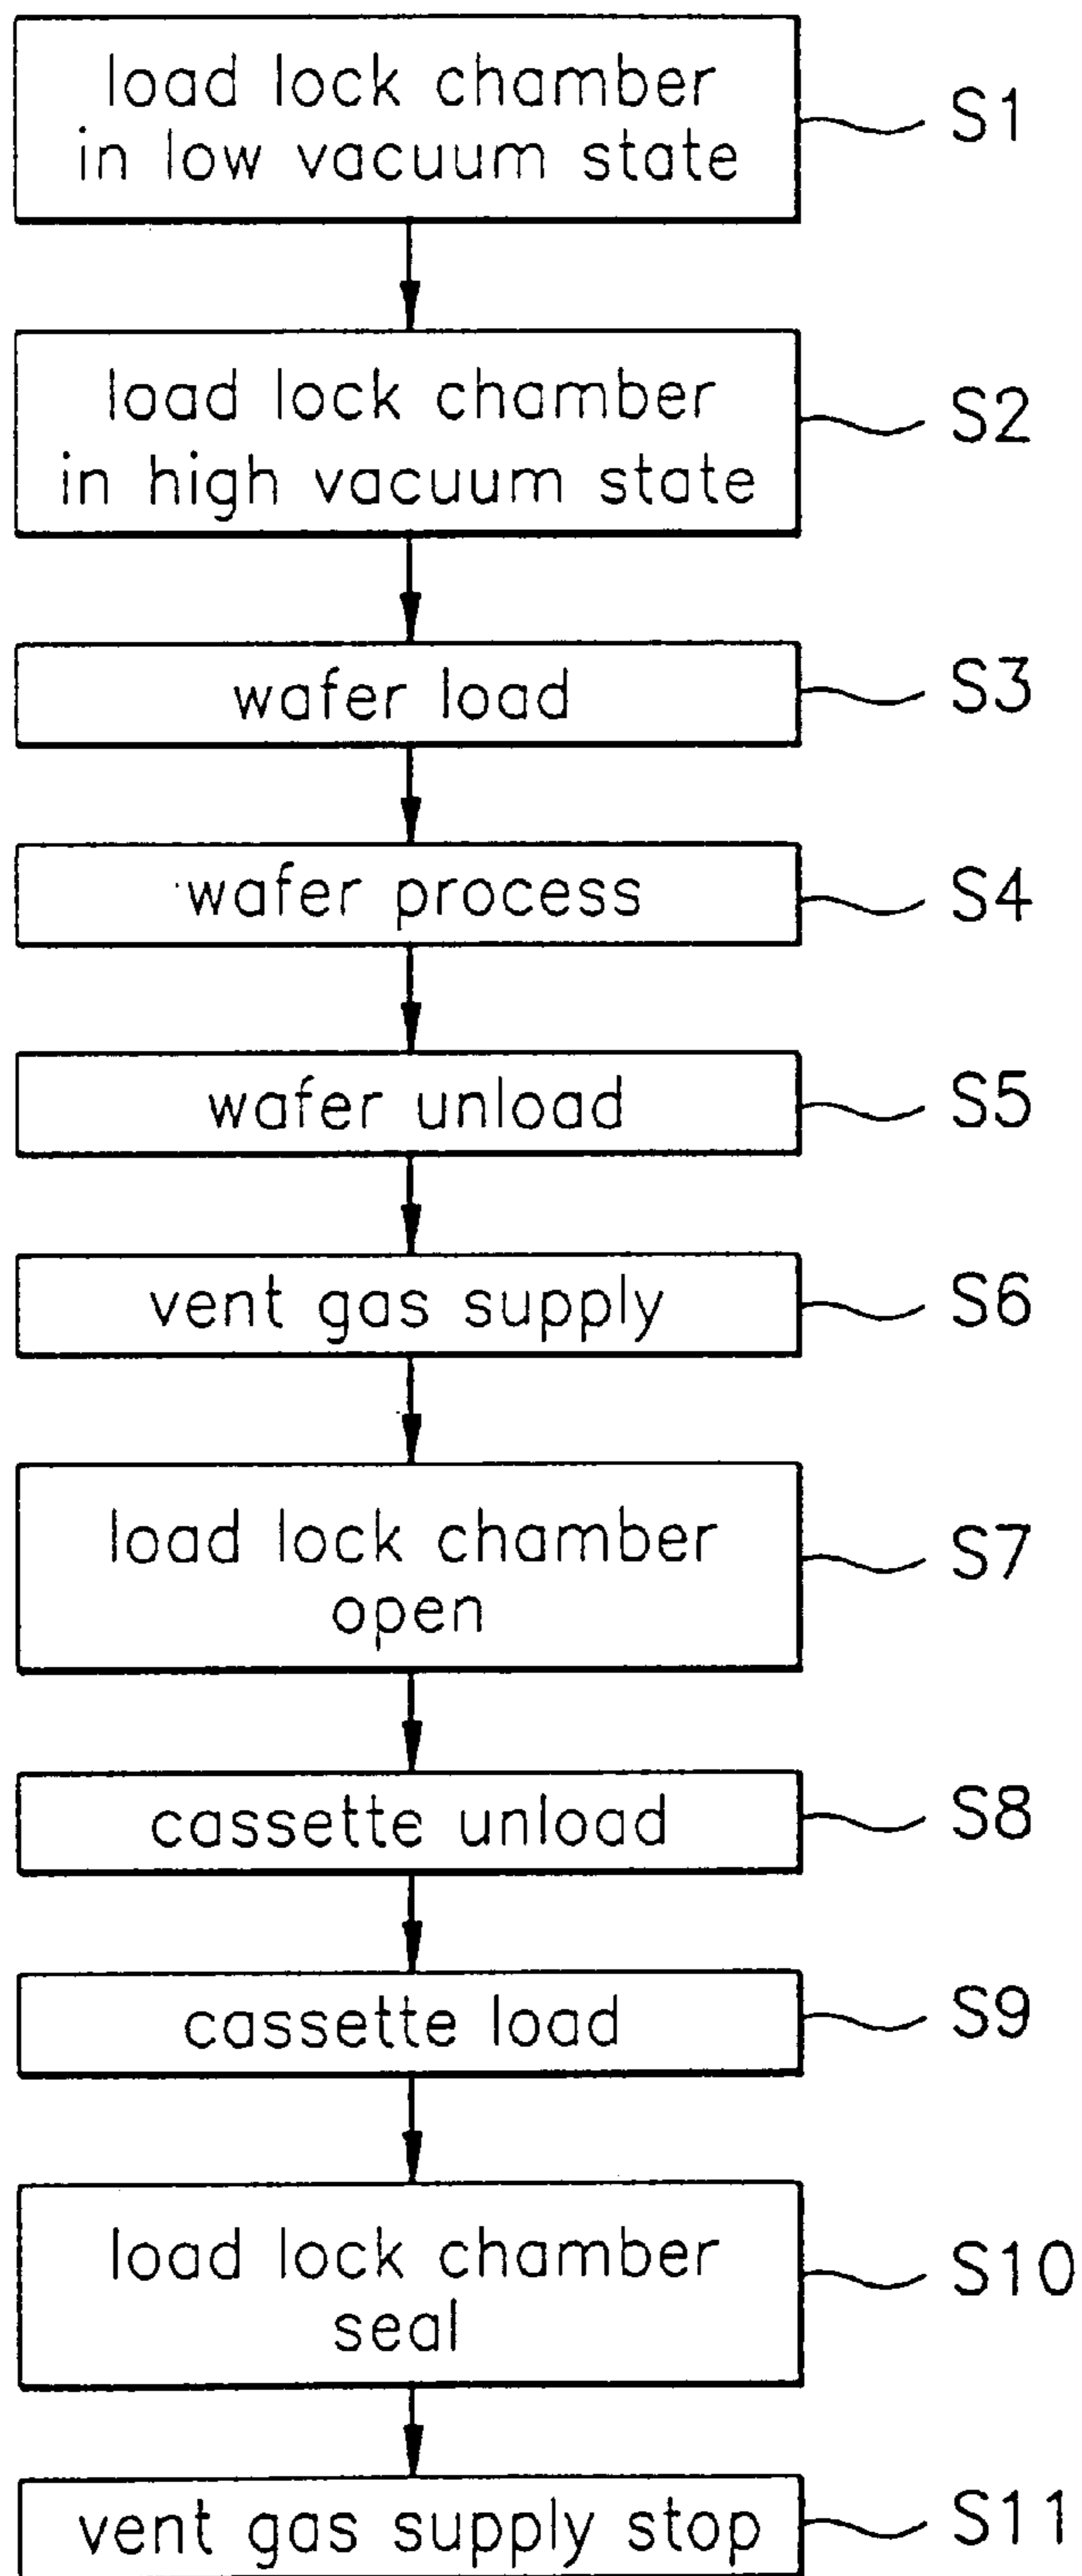 load lock chamber
in low vacuum state
S1
load lock chamber
in high vacuum state
S2
wafer load
S3
wafer process
S4
wafer unload
S5
vent gas supply
S6
load lock chamber
open
S7
cassette unload
S8
cassette load
S9
load lock chamber
seal
S10
vent gas supply stop
S11